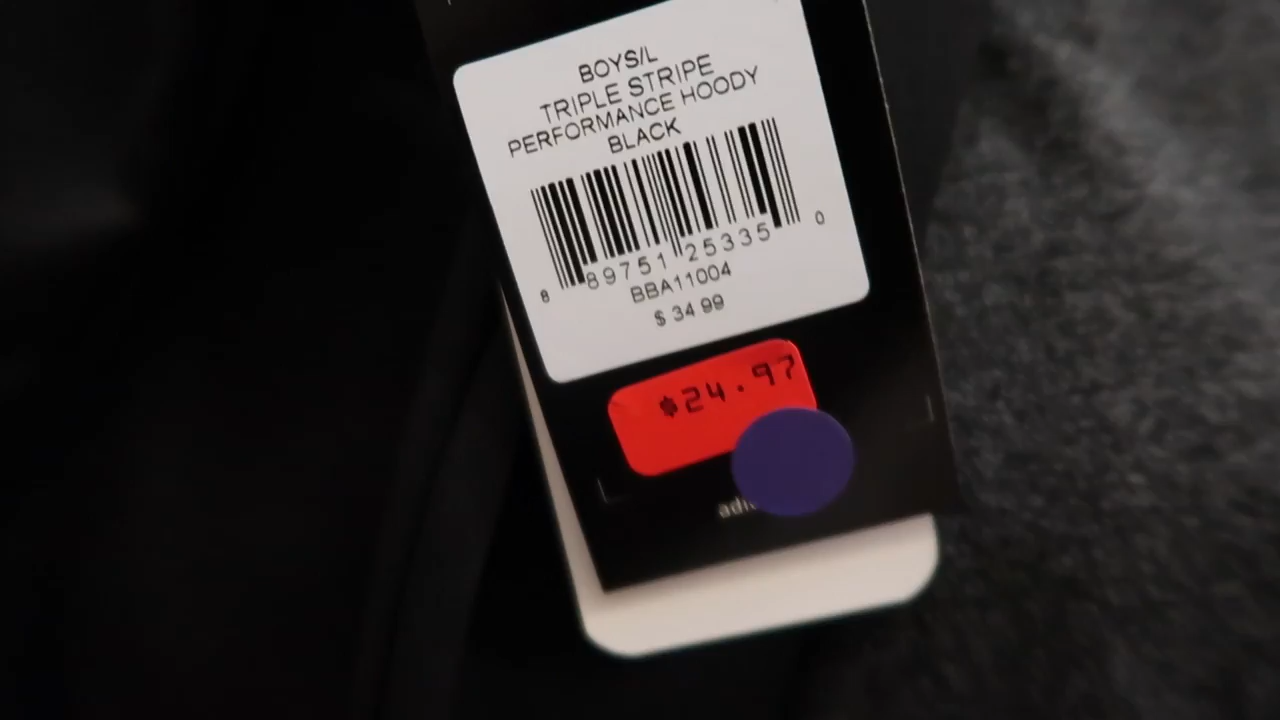 BOYS/L
TRIPLE STRIPE
PERFORMANCE HOODY
BLACK
8 89751 25335 0
BBA11004
$ 34.99
$24.97